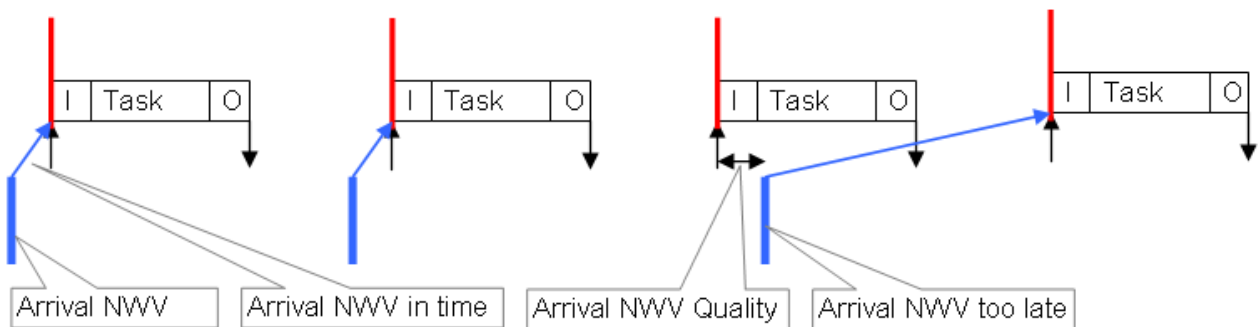 I Task O
I Task O
I Task O
I Task O
Arrival NWV
Arrival NWV in time
Arrival NWV Quality
Arrival NWV too late